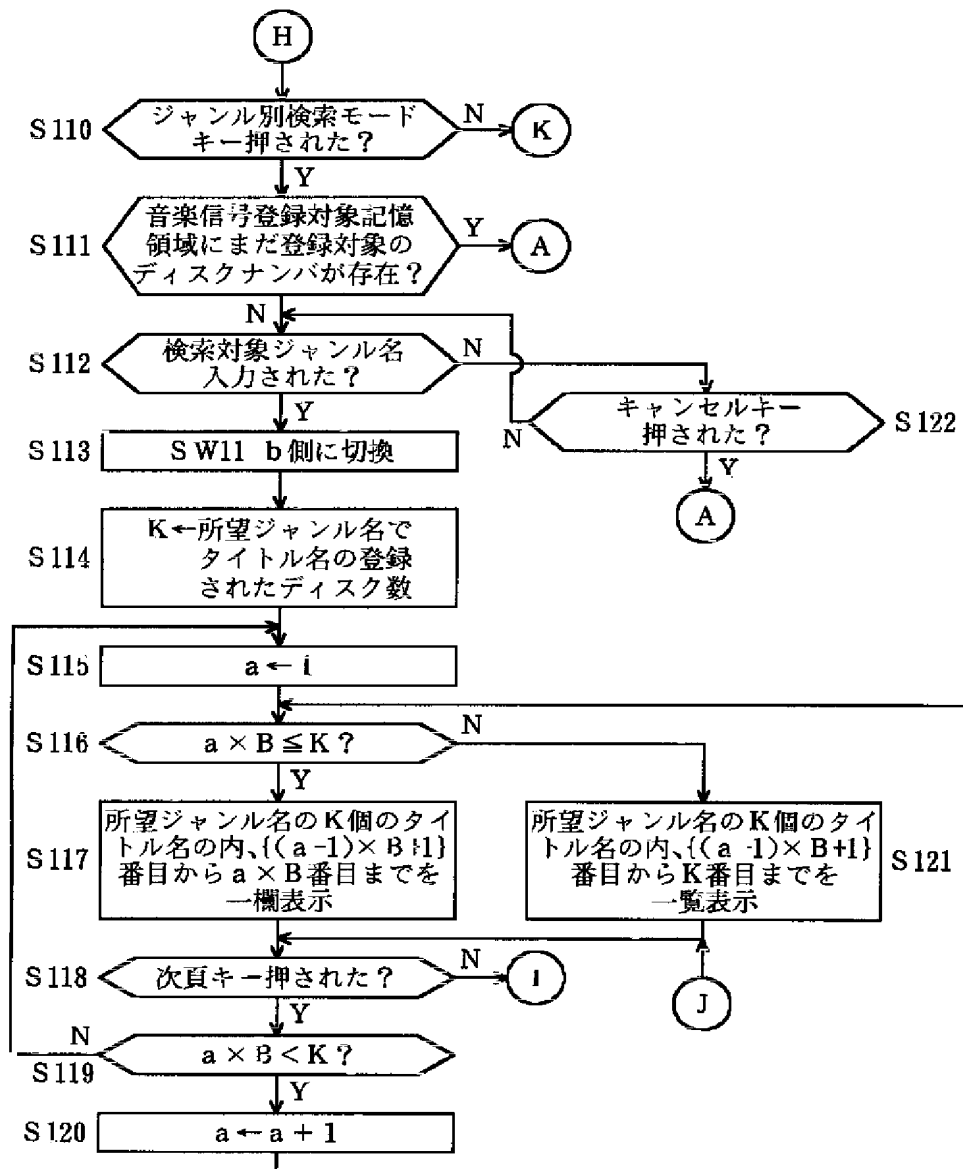 H
S110
ジャンル別検索モード
キー押された?
N
K
Y
S111
音楽信号登録対象記憶
領域にまだ登録対象の
ディスクナンバが存在?
Y
A
N
S112
検索対象ジャンル名
入力された?
N
Y
キャンセルキー
押された?
S122
N
Y
A
S113
SW11 b側に切換
S114
K←所望ジャンル名で
タイトル名の登録
されたディスク数
S115
a←1
S116
a×B≦K?
N
Y
S117
所望ジャンル名のK個のタイ
トル名の内、{(a-1)×B+1}
番目からa×B番目までを
一欄表示
所望ジャンル名のK個のタイ
トル名の内、{(a-1)×B+1}
番目からK番目までを
一覧表示
S121
S118
次頁キー押された?
N
I
J
Y
N
S119
a×B<K?
Y
S120
a←a+1